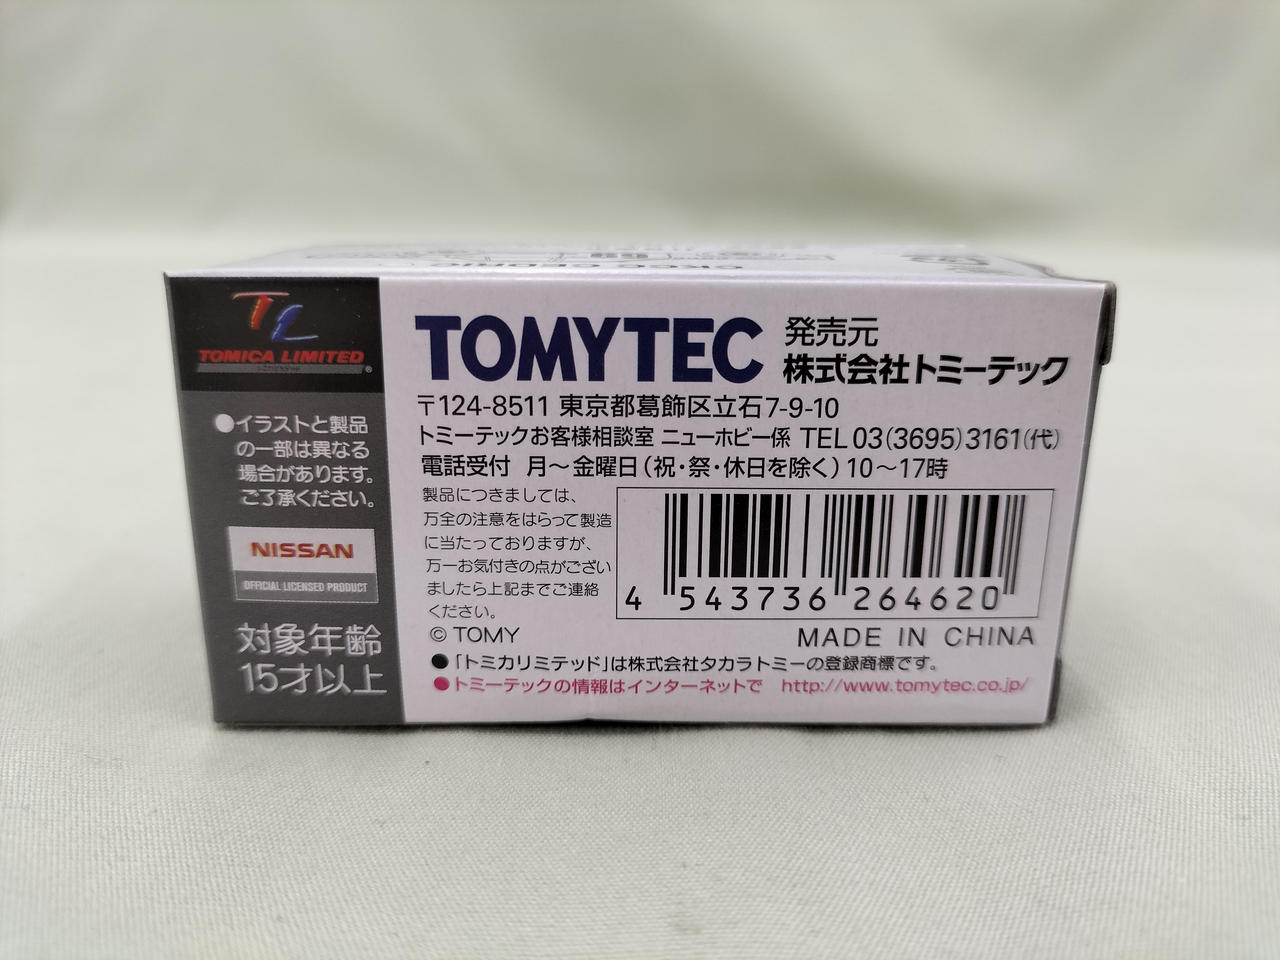 TL
TOMICA LIMITED
®
●イラストと製品
の一部は異なる
場合があります。
ご了承ください。
NISSAN
OFFICIAL LICENSED PRODUCT
対象年齢
15才以上
TOMYTEC
発売元
株式会社トミーテック
〒124-8511 東京都葛飾区立石7-9-10
トミーテックお客様相談室 ニューホビー係 TEL 03(3695)3161(代)
電話受付 月～金曜日(祝・祭・休日を除く)10～17時
製品につきましては、
万全の注意をはらって製造
に当たっておりますが、
万一お気付きの点がござい
ましたら上記までご連絡
ください。
4 543736 264620
© TOMY
MADE IN CHINA
●「トミカリミテッド」は株式会社タカラトミーの登録商標です。
●トミーテックの情報はインターネットで http://www.tomytec.co.jp/